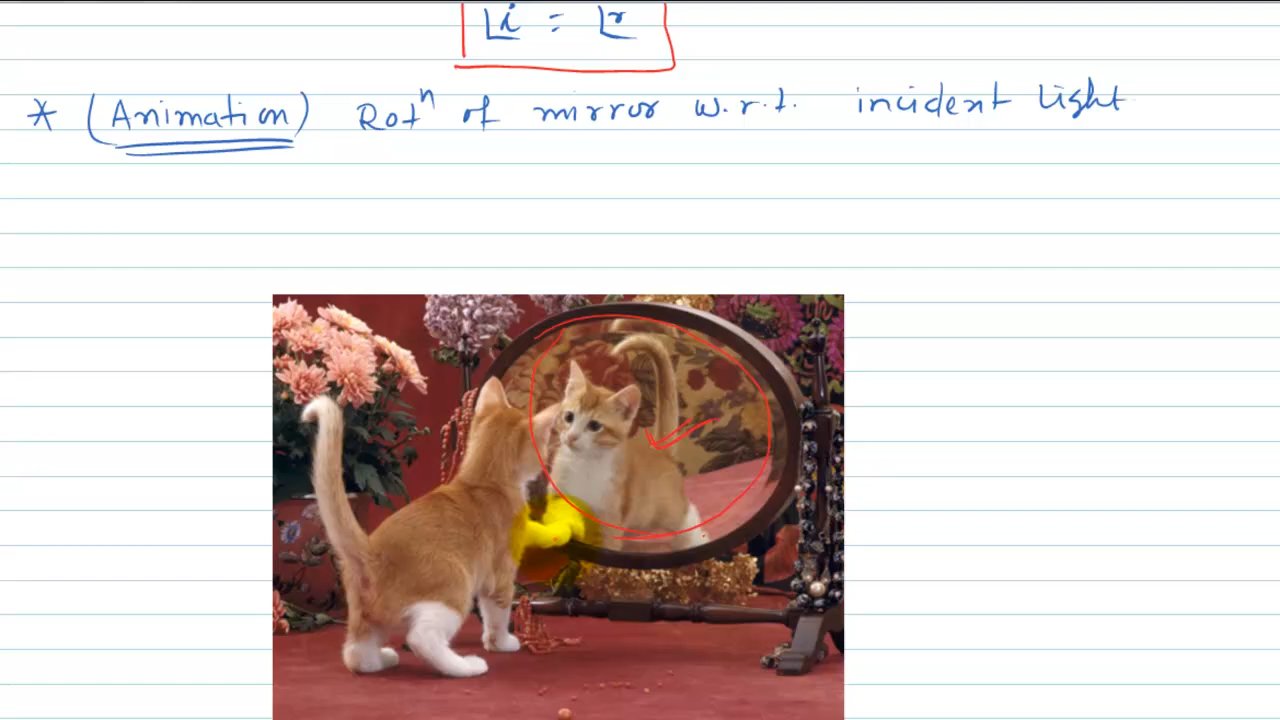 ∠i = ∠r
* (Animation) Rotⁿ of mirror w.r.t. incident light